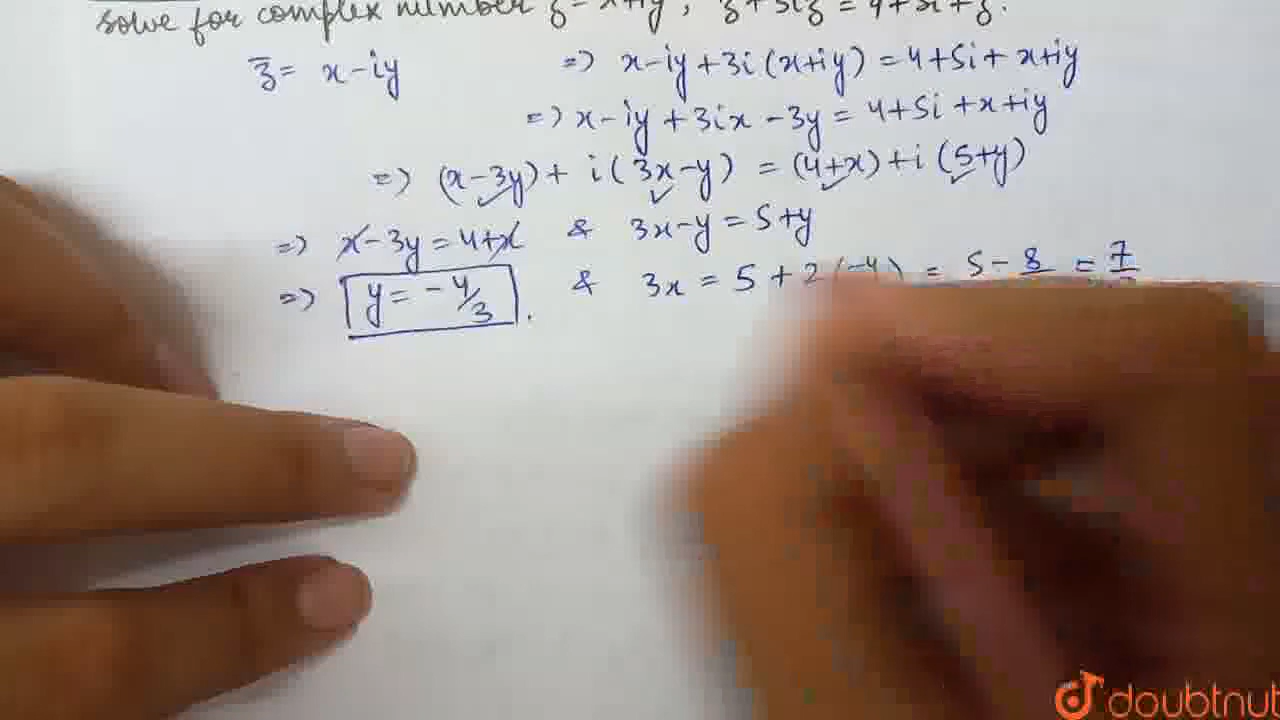 solve for complex number z = x+iy , z̄ + 3iz = 4+5i+z.
z̄ = x-iy => x-iy+3i(x+iy) = 4+5i+x+iy
=> x-iy+3ix-3y = 4+5i+x+iy
=> (x-3y)+i(3x-y) = (4+x)+i(5+y)
=> x-3y = 4+x & 3x-y = 5+y
=> y = -4/3 . & 3x = 5+2(-4) = 5-8 = 7
doubtnut